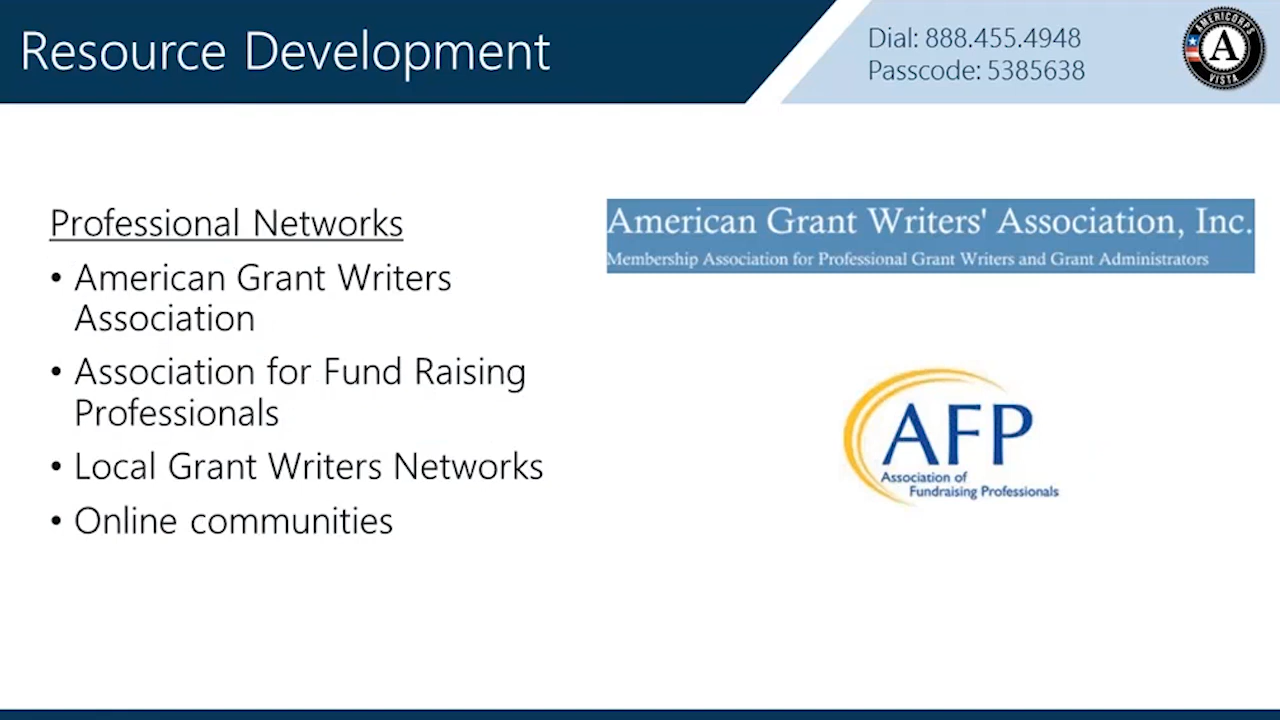 Resource Development
Dial: 888.455.4948
Passcode: 5385638
AMERICORPS
A
VISTA
Professional Networks
• American Grant Writers
Association
• Association for Fund Raising
Professionals
• Local Grant Writers Networks
• Online communities
American Grant Writers' Association, Inc.
Membership Association for Professional Grant Writers and Grant Administrators
AFP
Association of
Fundraising Professionals